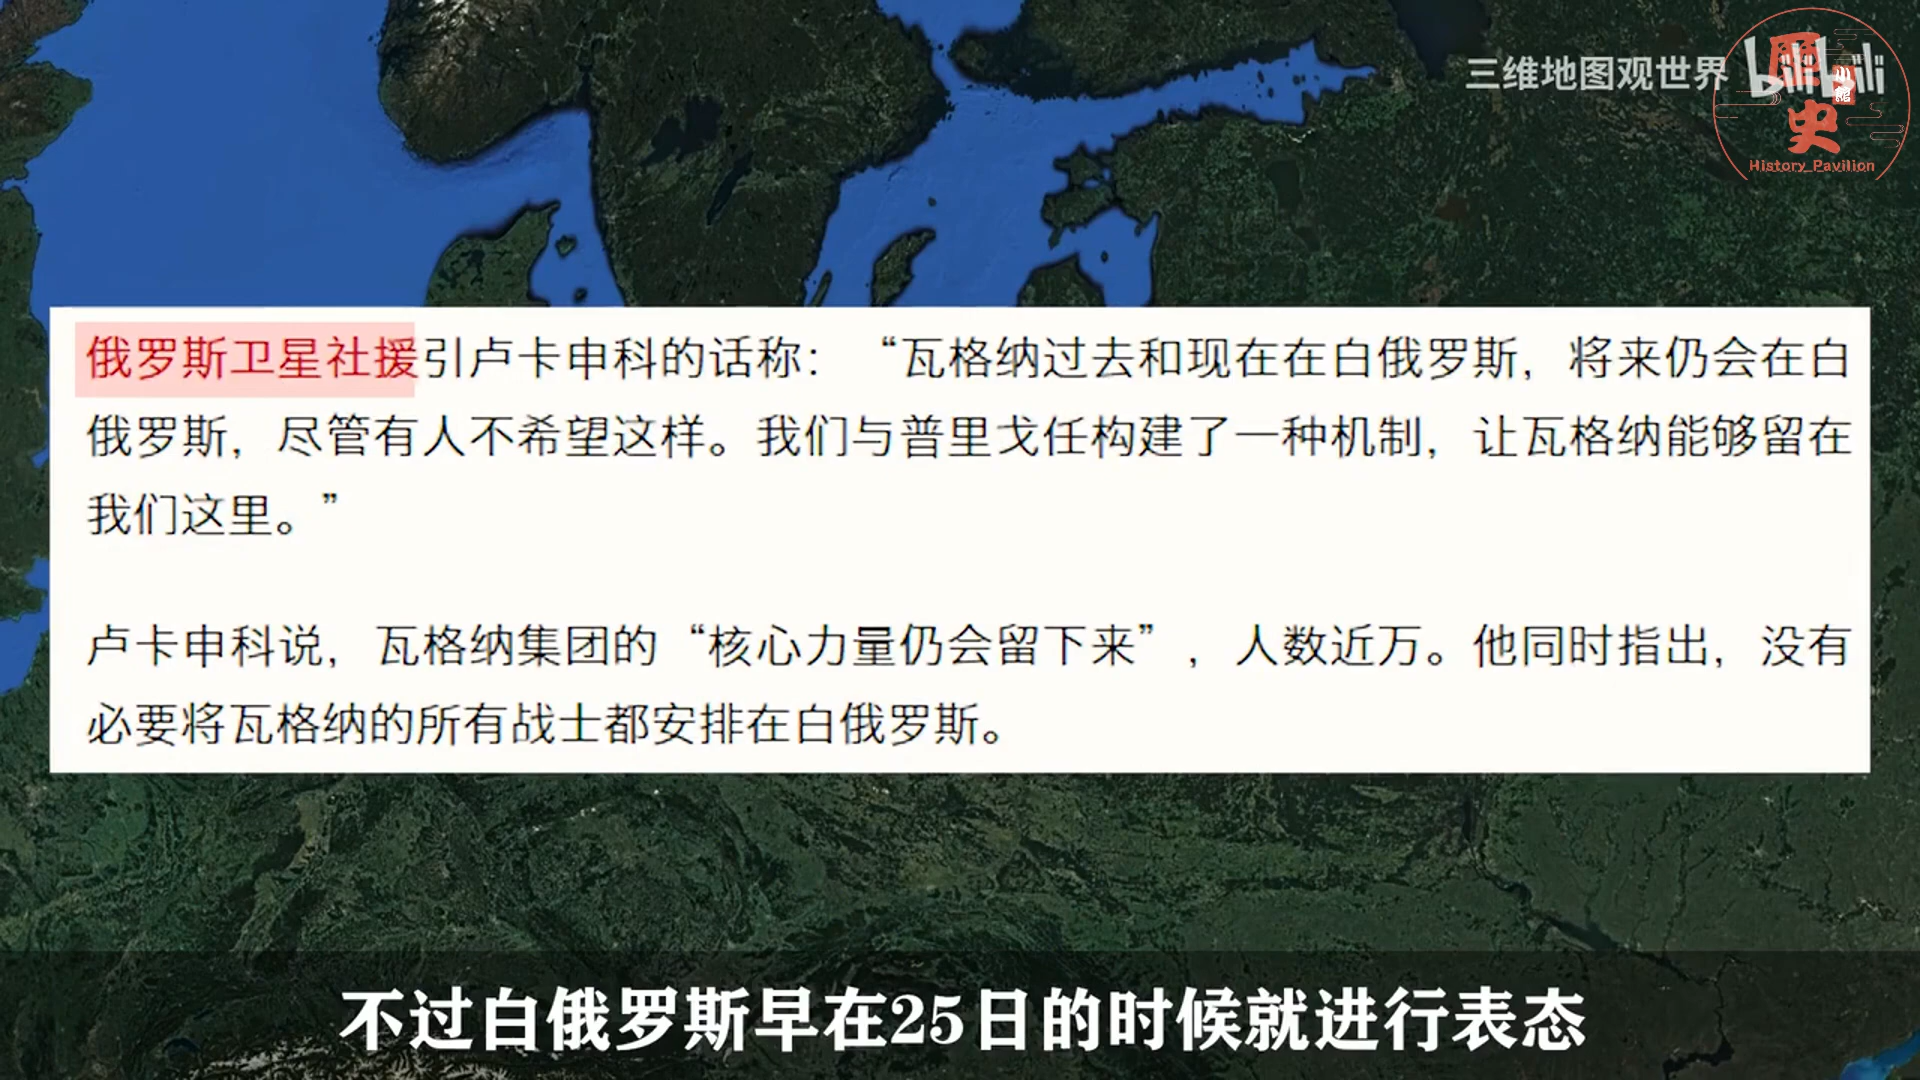 三维地图观世界 bilibili
歷史
小館
History_Pavilion
俄罗斯卫星社援引卢卡申科的话称：“瓦格纳过去和现在在白俄罗斯，将来仍会在白
俄罗斯，尽管有人不希望这样。我们与普里戈任构建了一种机制，让瓦格纳能够留在
我们这里。”
卢卡申科说，瓦格纳集团的“核心力量仍会留下来”，人数近万。他同时指出，没有
必要将瓦格纳的所有战士都安排在白俄罗斯。
不过白俄罗斯早在25日的时候就进行表态